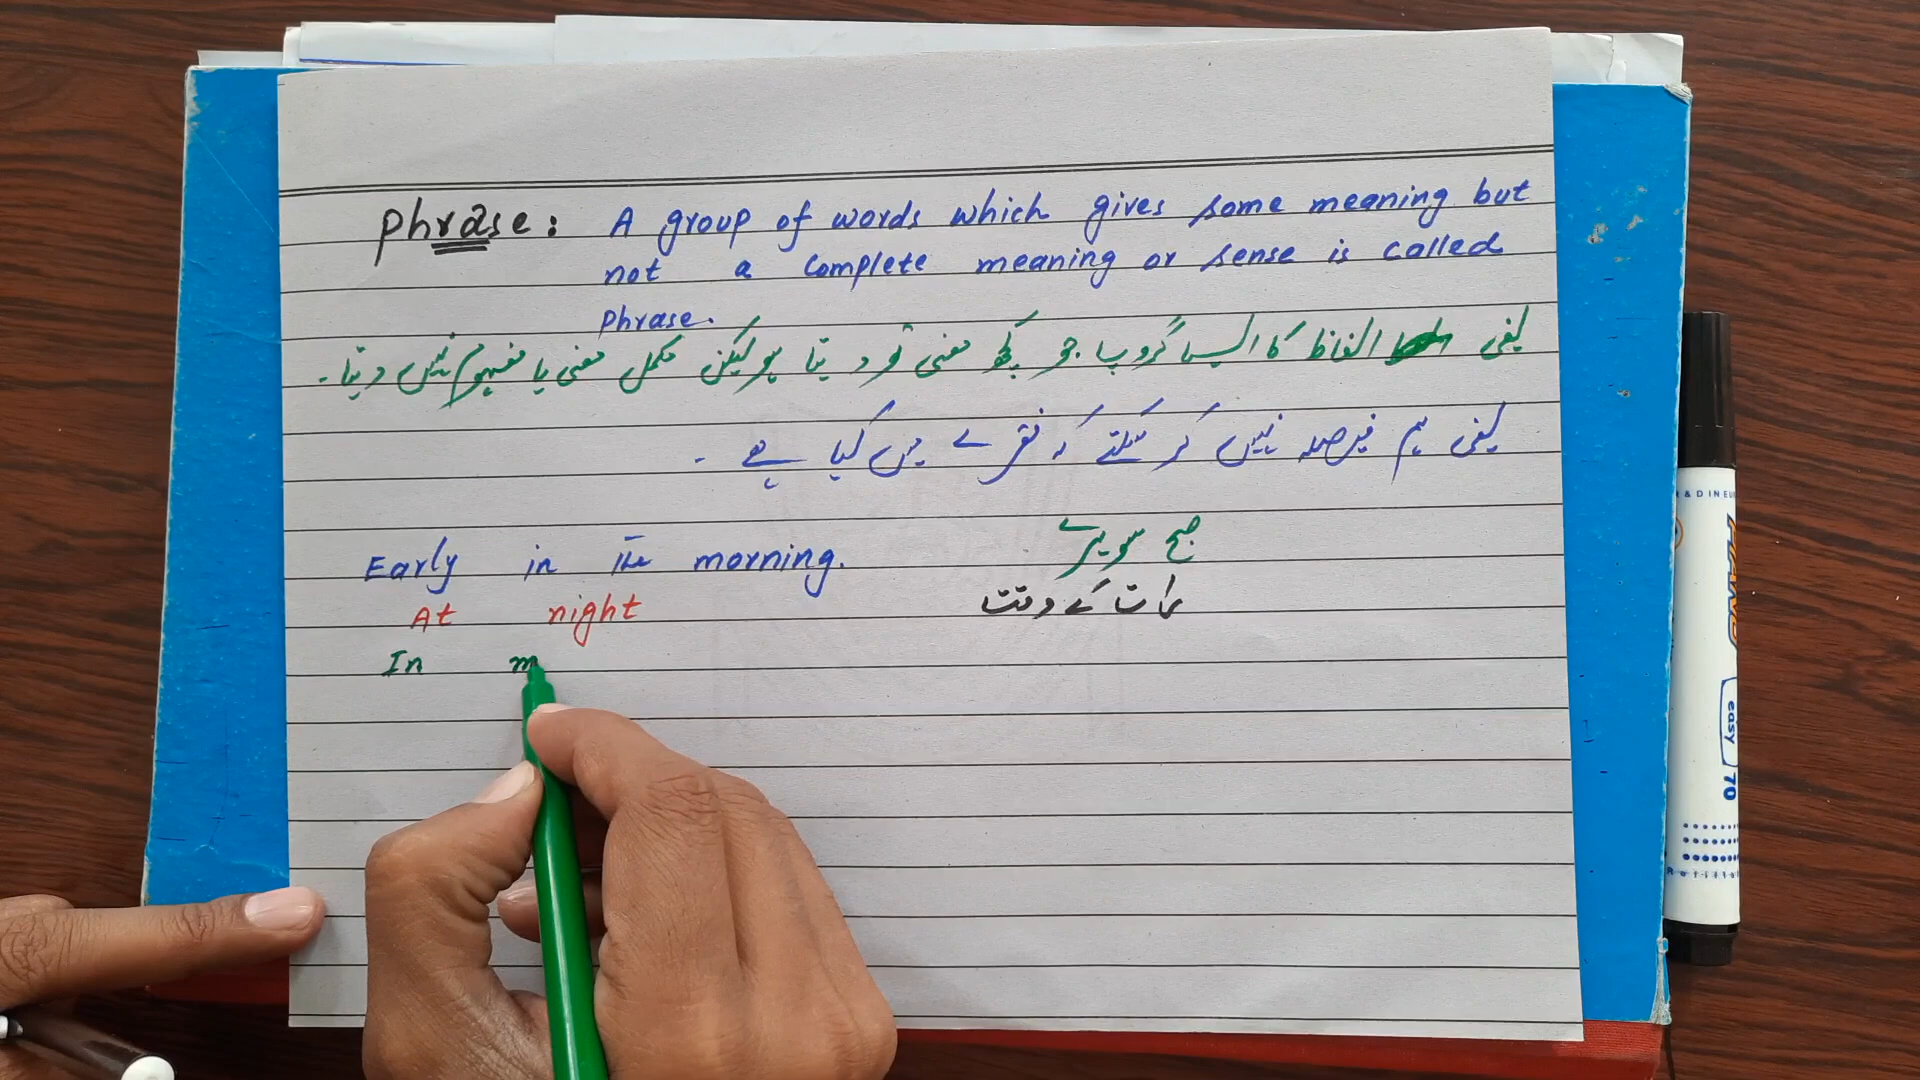 Phrase: A group of words which gives some meaning but
not a complete meaning or sense is called
Phrase.
یعنی الفاظ کا ایسا گروپ جو کچھ معنی تو دیتا ہو لیکن مکمل معنی یا مفہوم نہیں دیتا۔
یعنی ہم فیصلہ نہیں کر سکتے کہ فقرے میں کیا ہے ۔
Early in the morning. صبح سویرے
At night رات کے وقت
In m
easy 70